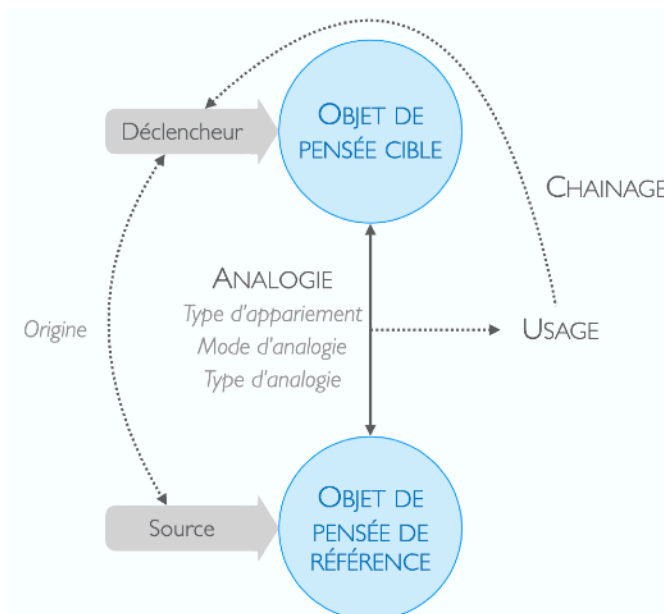 Déclencheur
OBJET DE
PENSÉE CIBLE
CHAINAGE
ANALOGIE
Type d'appariement
Mode d'analogie
Type d'analogie
Origine
USAGE
Source
OBJET DE
PENSÉE DE
RÉFÉRENCE